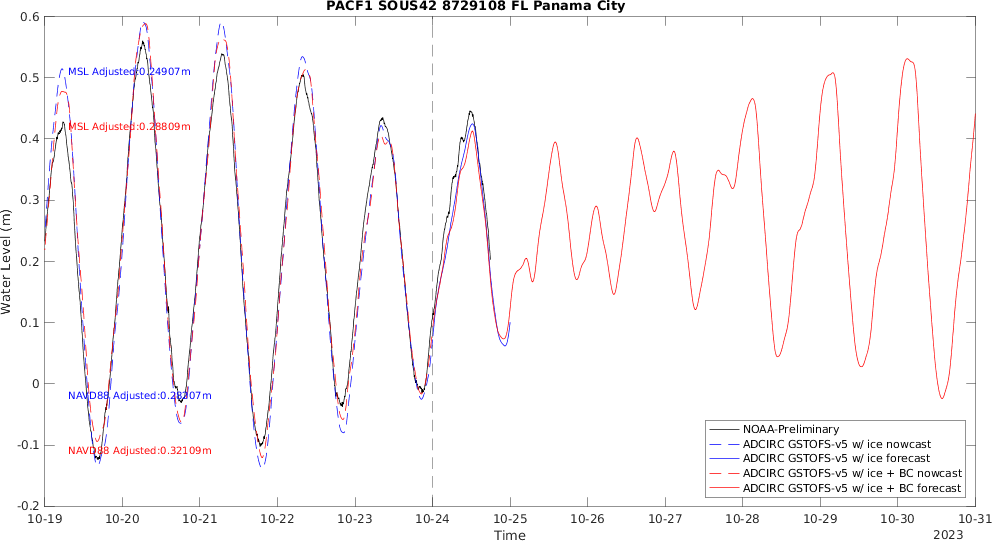 PACF1 SOUS42 8729108 FL Panama City
0.6
0.5
0.4
0.3
0.2
0.1
0
-0.1
-0.2
Water Level (m)
MSL Adjusted:0.24907m
MSL Adjusted:0.28809m
NAVD88 Adjusted:0.28207m
NAVD88 Adjusted:0.32109m
NOAA-Preliminary
ADCIRC GSTOFS-v5 w/ ice nowcast
ADCIRC GSTOFS-v5 w/ ice forecast
ADCIRC GSTOFS-v5 w/ ice + BC nowcast
ADCIRC GSTOFS-v5 w/ ice + BC forecast
10-19 10-20 10-21 10-22 10-23 10-24 10-25 10-26 10-27 10-28 10-29 10-30 10-31
Time
2023